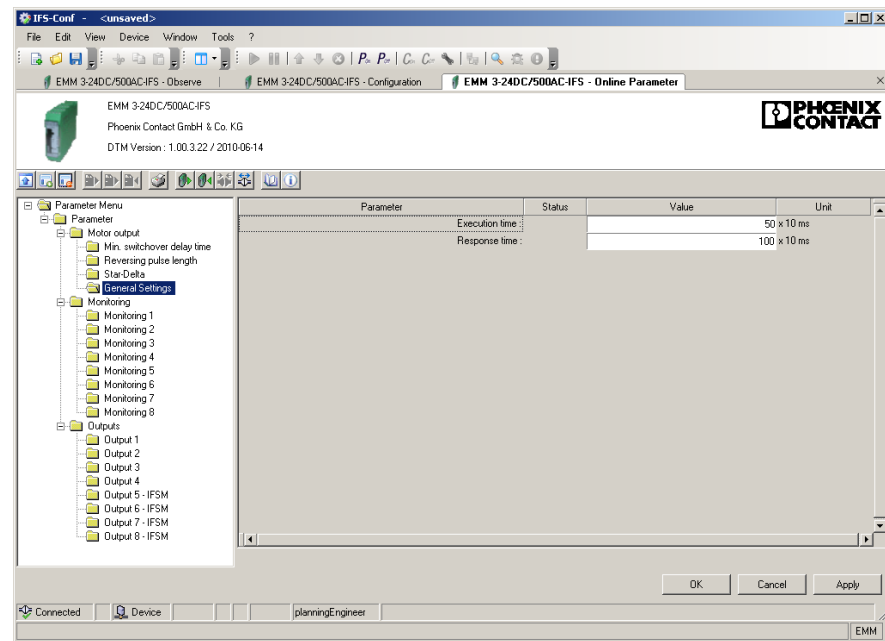 IFS-Conf - <unsaved>
File Edit View Device Window Tools ?
EMM 3-24DC/500AC-IFS - Observe
EMM 3-24DC/500AC-IFS - Configuration
EMM 3-24DC/500AC-IFS - Online Parameter
EMM 3-24DC/500AC-IFS
Phoenix Contact GmbH & Co. KG
DTM Version : 1.00.3.22 / 2010-06-14
PHŒNIX
CONTACT
Parameter Menu
Parameter
Motor output
Min. switchover delay time
Reversing pulse length
Star-Delta
General Settings
Monitoring
Monitoring 1
Monitoring 2
Monitoring 3
Monitoring 4
Monitoring 5
Monitoring 6
Monitoring 7
Monitoring 8
Outputs
Output 1
Output 2
Output 3
Output 4
Output 5 - IFSM
Output 6 - IFSM
Output 7 - IFSM
Output 8 - IFSM
Parameter Status Value Unit
Execution time : 50 x 10 ms
Response time : 100 x 10 ms
OK Cancel Apply
Connected Device planningEngineer
EMM